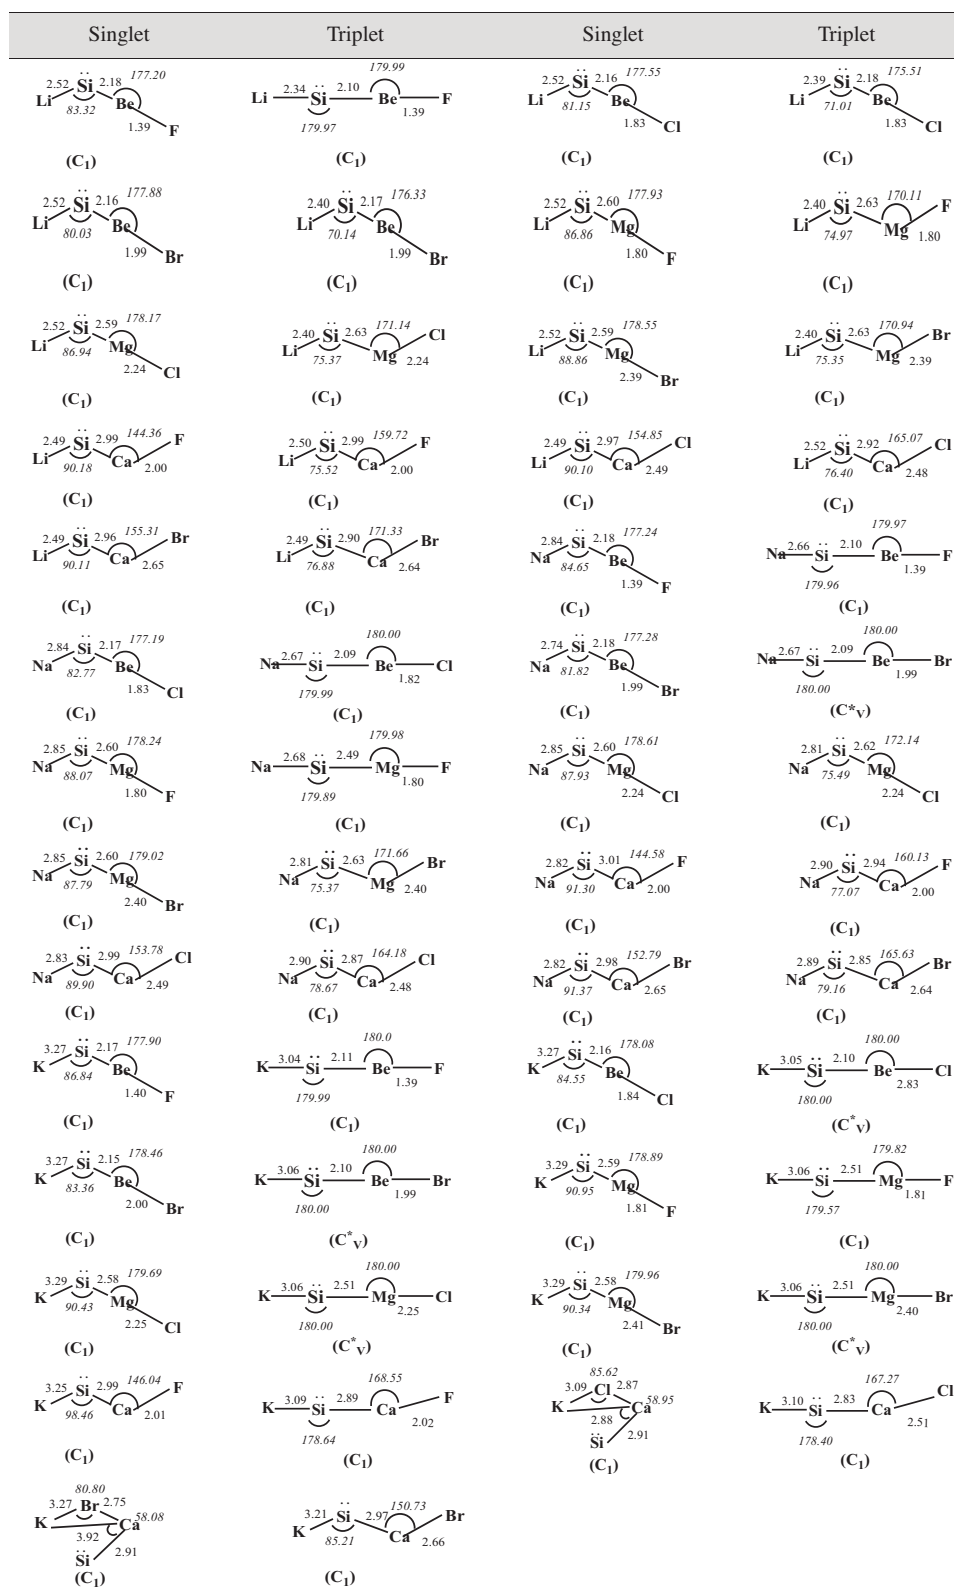 Singlet Triplet Singlet Triplet
2.52 Si 2.18 177.20 Li 83.32 Be 1.39 F (C1)
179.99 Li 2.34 Si 2.10 Be F 179.97 1.39 (C1)
2.52 Si 2.16 177.55 Li 81.15 Be 1.83 Cl (C1)
2.39 Si 2.18 175.51 Li 71.01 Be 1.83 Cl (C1)
2.52 Si 2.16 177.88 Li 80.03 Be 1.99 Br (C1)
2.40 Si 2.17 176.33 Li 70.14 Be 1.99 Br (C1)
2.52 Si 2.60 177.93 Li 86.86 Mg 1.80 F (C1)
2.40 Si 2.63 170.11 F Li 74.97 Mg 1.80 (C1)
2.52 Si 2.59 178.17 Li 86.94 Mg 2.24 Cl (C1)
2.40 Si 2.63 171.14 Cl Li 75.37 Mg 2.24 (C1)
2.52 Si 2.59 178.55 Li 88.86 Mg 2.39 Br (C1)
2.40 Si 2.63 170.94 Br Li 75.35 Mg 2.39 (C1)
2.49 Si 2.99 144.36 F Li 90.18 Ca 2.00 (C1)
2.50 Si 2.99 159.72 F Li 75.52 Ca 2.00 (C1)
2.49 Si 2.97 154.85 Cl Li 90.10 Ca 2.49 (C1)
2.52 Si 2.92 165.07 Cl Li 76.40 Ca 2.48 (C1)
2.49 Si 2.96 155.31 Br Li 90.11 Ca 2.65 (C1)
2.49 Si 2.90 171.33 Br Li 76.88 Ca 2.64 (C1)
2.84 Si 2.18 177.24 Na 84.65 Be 1.39 F (C1)
179.97 Na 2.66 Si 2.10 Be F 179.96 1.39 (C1)
2.84 Si 2.17 177.19 Na 82.77 Be 1.83 Cl (C1)
180.00 Na 2.67 Si 2.09 Be Cl 179.99 1.82 (C1)
2.74 Si 2.18 177.28 Na 81.82 Be 1.99 Br (C1)
180.00 Na 2.67 Si 2.09 Be Br 180.00 1.99 (C*V)
2.85 Si 2.60 178.24 Na 88.07 Mg 1.80 F (C1)
179.98 Na 2.68 Si 2.49 Mg F 179.89 1.80 (C1)
2.85 Si 2.60 178.61 Na 87.93 Mg 2.24 Cl (C1)
2.81 Si 2.62 172.14 Na 75.49 Mg 2.24 Cl (C1)
2.85 Si 2.60 179.02 Na 87.79 Mg 2.40 Br (C1)
2.81 Si 2.63 171.66 Br Na 75.37 Mg 2.40 (C1)
2.82 Si 3.01 144.58 F Na 91.30 Ca 2.00 (C1)
2.90 Si 2.94 160.13 F Na 77.07 Ca 2.00 (C1)
2.83 Si 2.99 153.78 Cl Na 89.90 Ca 2.49 (C1)
2.90 Si 2.87 164.18 Cl Na 78.67 Ca 2.48 (C1)
2.82 Si 2.98 152.79 Br Na 91.37 Ca 2.65 (C1)
2.89 Si 2.85 165.63 Br Na 79.16 Ca 2.64 (C1)
3.27 Si 2.17 177.90 K 86.84 Be 1.40 F (C1)
180.0 K 3.04 Si 2.11 Be F 179.99 1.39 (C1)
3.27 Si 2.16 178.08 K 84.55 Be 1.84 Cl (C1)
180.00 K 3.05 Si 2.10 Be Cl 180.00 2.83 (C*V)
3.27 Si 2.15 178.46 K 83.36 Be 2.00 Br (C1)
180.00 K 3.06 Si 2.10 Be Br 180.00 1.99 (C*V)
3.29 Si 2.59 178.89 K 90.95 Mg 1.81 F (C1)
179.82 K 3.06 Si 2.51 Mg F 179.57 1.81 (C1)
3.29 Si 2.58 179.69 K 90.43 Mg 2.25 Cl (C1)
180.00 K 3.06 Si 2.51 Mg Cl 180.00 2.25 (C*V)
3.29 Si 2.58 179.96 K 90.34 Mg 2.41 Br (C1)
180.00 K 3.06 Si 2.51 Mg Br 180.00 2.40 (C*V)
3.25 Si 2.99 146.04 F K 98.46 Ca 2.01 (C1)
168.55 K 3.09 Si 2.89 Ca F 178.64 2.02 (C1)
85.62 3.09 Cl 2.87 58.95 K Ca 2.88 2.91 Si (C1)
167.27 K 3.10 Si 2.83 Ca Cl 178.40 2.51 (C1)
80.80 3.27 Br 2.75 58.08 K Ca 3.92 2.91 Si (C1)
3.21 Si 2.97 150.73 Br K 85.21 Ca 2.66 (C1)